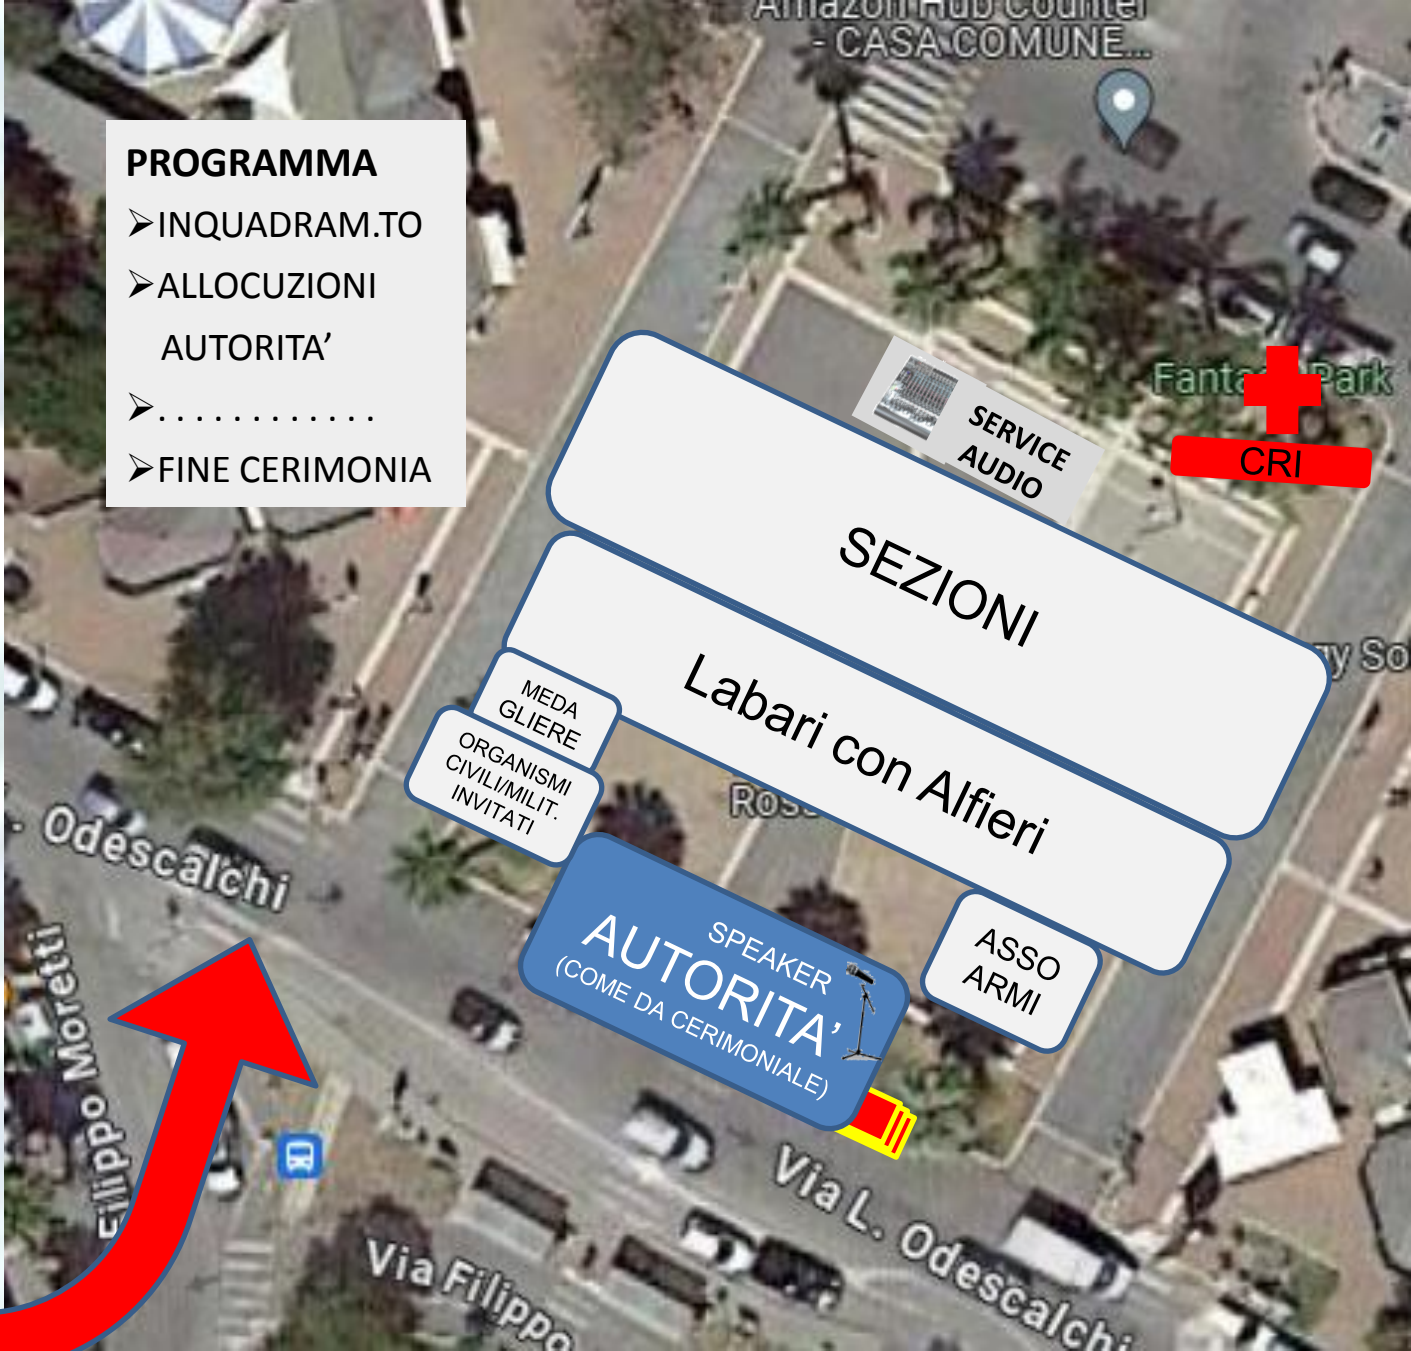 Amazon Hub Counter
- CASA COMUNE...
PROGRAMMA
➢INQUADRAM.TO
➢ALLOCUZIONI
AUTORITA’
➢. . . . . . . . . . . .
➢FINE CERIMONIA
SERVICE
AUDIO
Park
CRI
SEZIONI
Labari con Alfieri
MEDA
GLIERE
ORGANISMI
CIVILI/MILIT.
INVITATI
SPEAKER
AUTORITA’
(COME DA CERIMONIALE)
ASSO
ARMI
. Odescalchi
Filippo Moretti
Via L. Odescalchi
Via Filippo